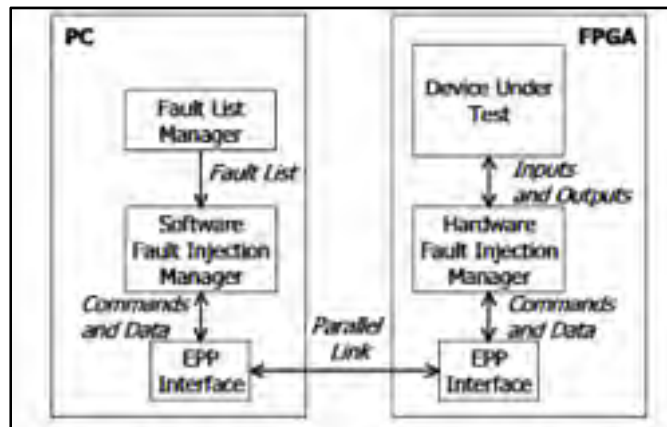 PC
Fault List
Manager
Fault List
Software
Fault Injection
Manager
Commands
and Data
EPP
Interface
Parallel
Link
FPGA
Device Under
Test
Inputs
and Outputs
Hardware
Fault Injection
Manager
Commands
and Data
EPP
Interface